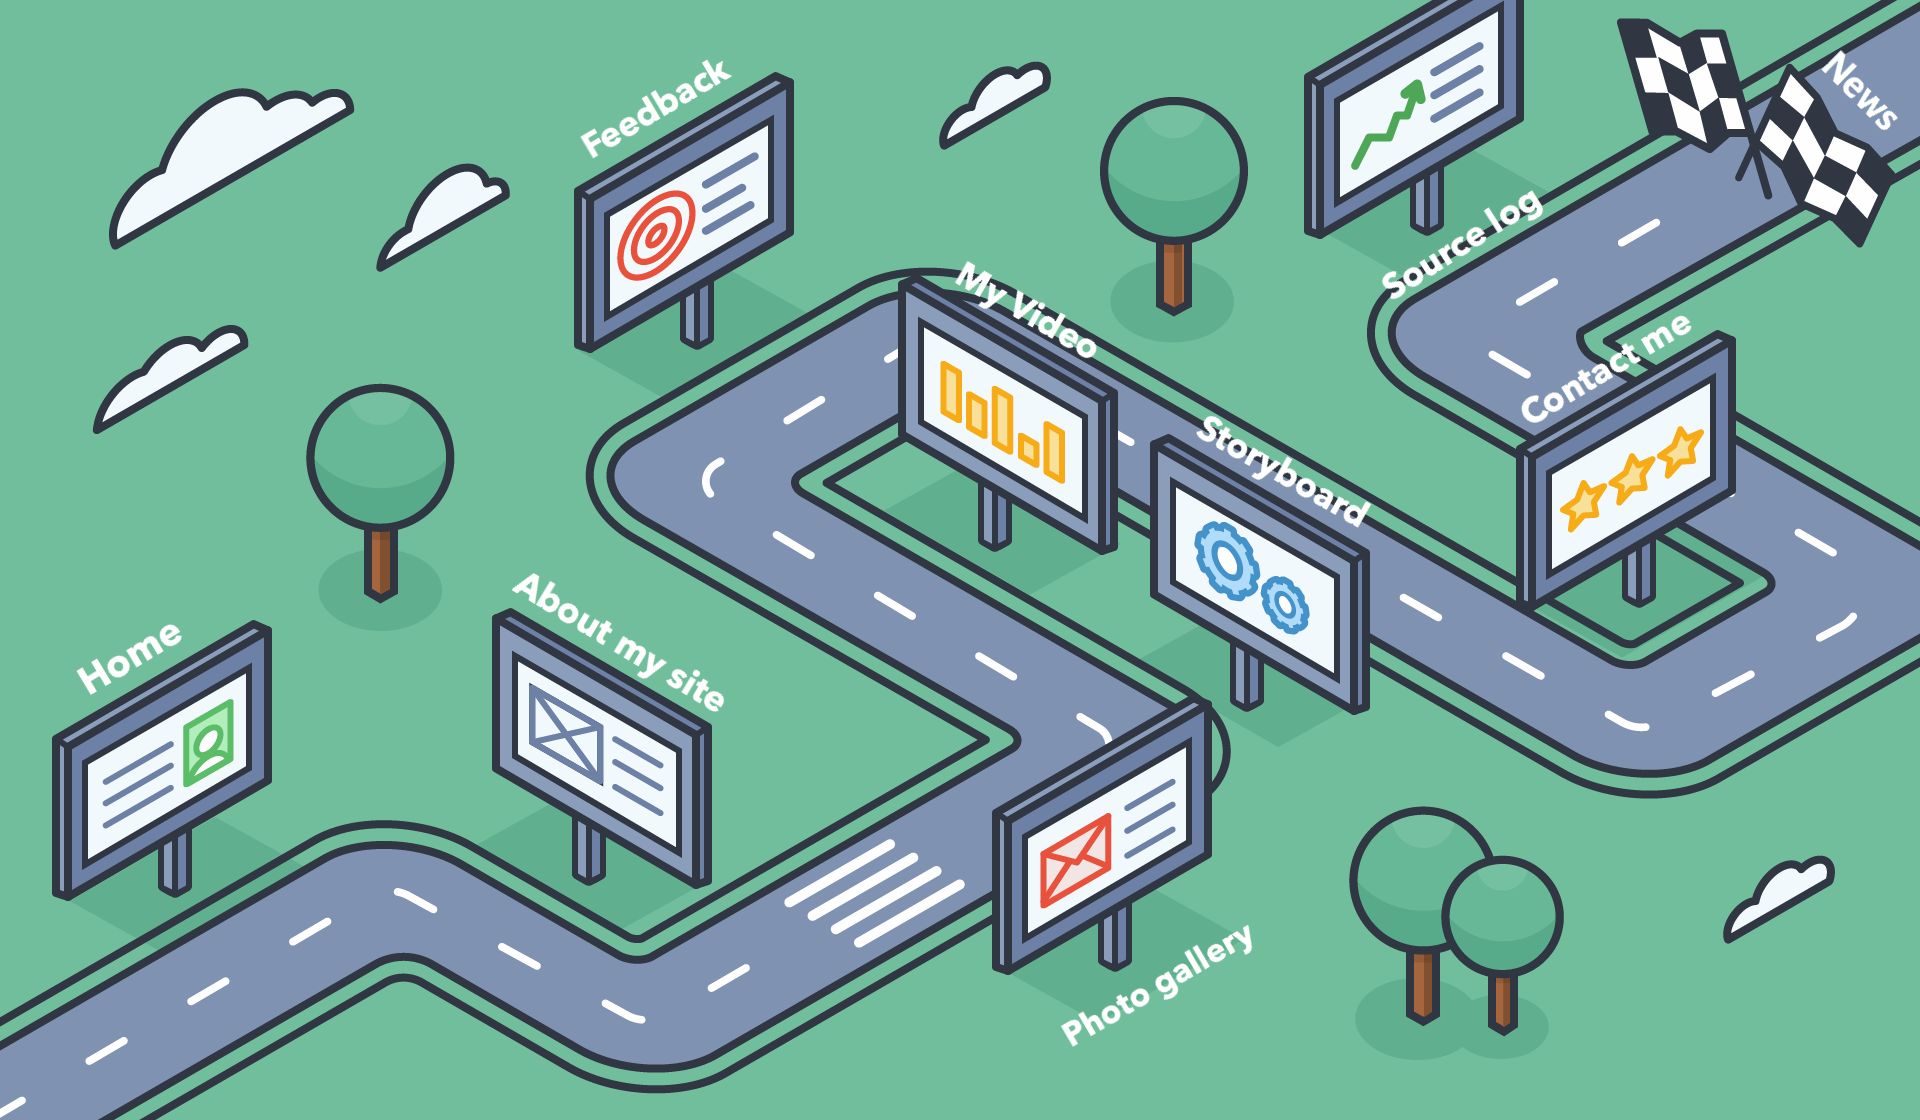 News
Feedback
Source log
My Video
Contact me
Storyboard
About my site
Home
Photo gallery